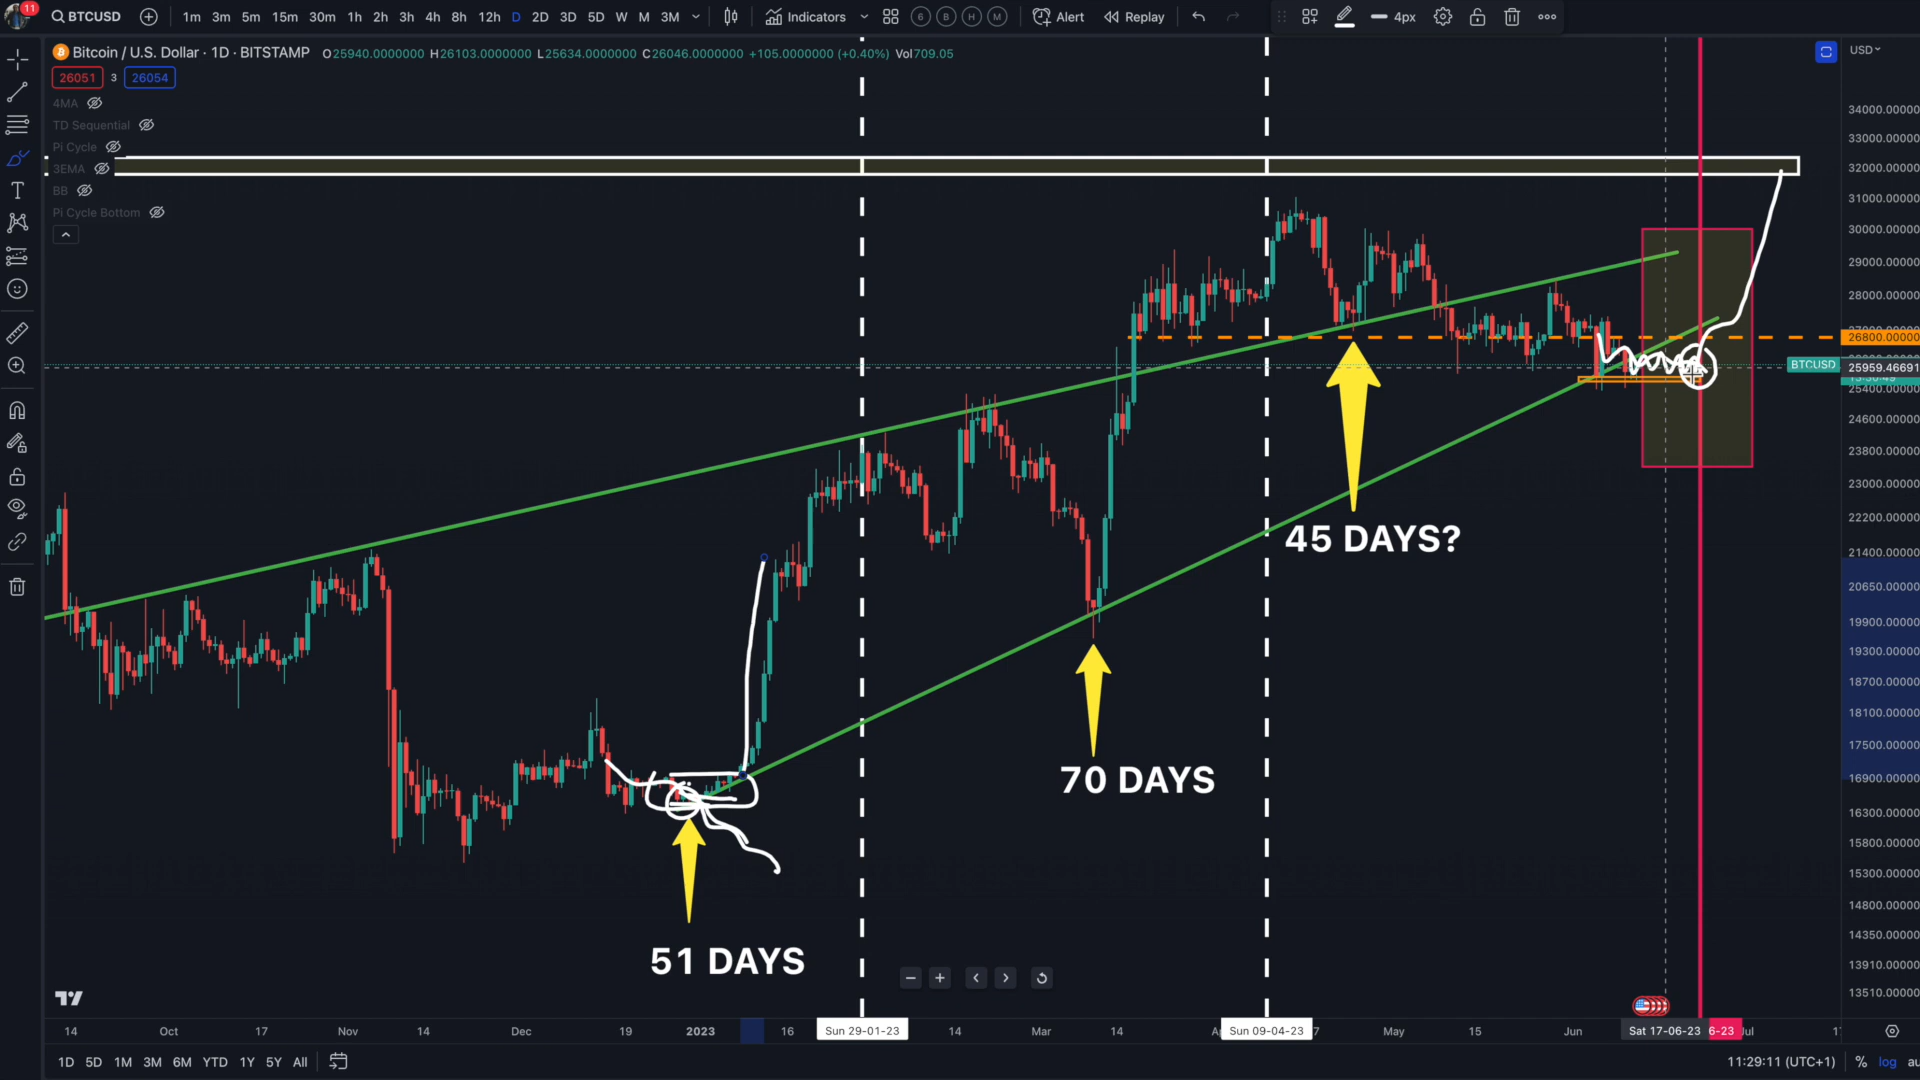 11
BTCUSD 1m 3m 5m 15m 30m 1h 2h 3h 4h 8h 12h D 2D 3D 5D W M 3M Indicators 6 B H M Alert Replay 4px
Bitcoin / U.S. Dollar · 1D · BITSTAMP O25940.0000000 H26103.0000000 L25634.0000000 C26046.0000000 +105.0000000 (+0.40%) Vol709.05
USD
26051 3 26054
4MA
TD Sequential
Pi Cycle
3EMA
BB
Pi Cycle Bottom
34000.00000
33000.00000
32000.00000
31000.00000
30000.00000
29000.00000
28000.00000
26800.00000
BTCUSD 25959.46691
25400.00000
24600.00000
23800.00000
23000.00000
22200.00000
21400.00000
20650.00000
19900.00000
19300.00000
18700.00000
18100.00000
17500.00000
16900.00000
16300.00000
15800.00000
15300.00000
14800.00000
14350.00000
13910.00000
13510.00000
45 DAYS?
70 DAYS
51 DAYS
14 Oct 17 Nov 14 Dec 19 2023 16 Sun 29-01-23 14 Mar 14 Sun 09-04-23 May 15 Jun Sat 17-06-23 6-23
1D 5D 1M 3M 6M YTD 1Y 5Y All
11:29:11 (UTC+1) % log